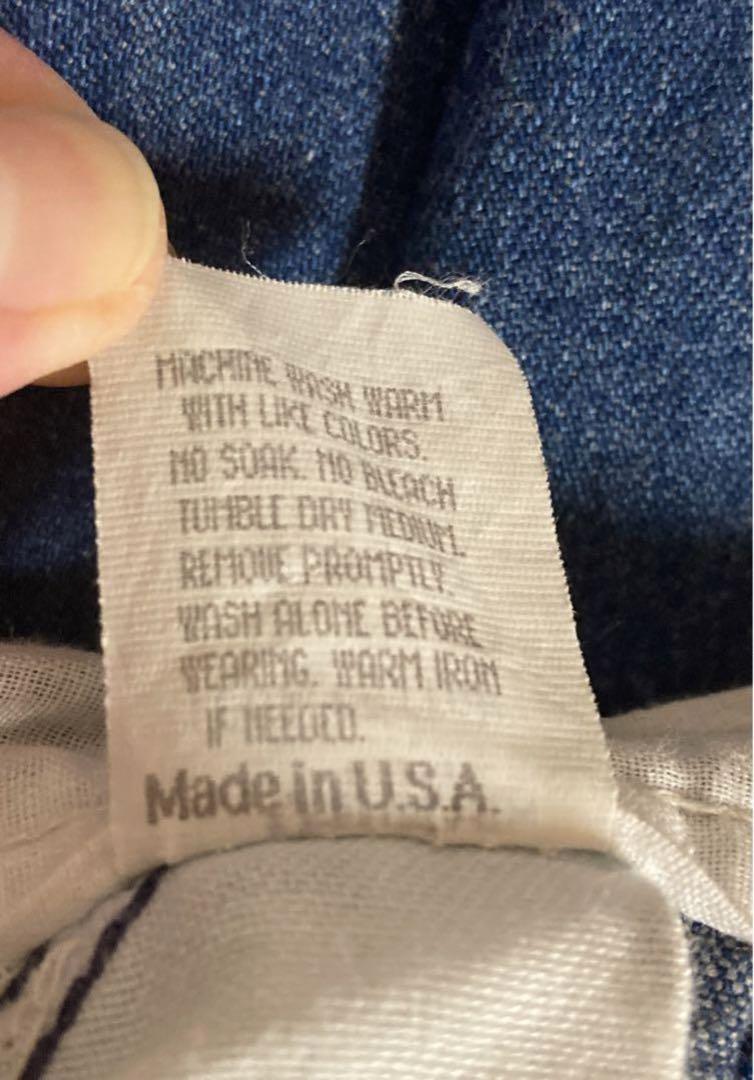 MACHINE WASH WARM
WITH LIKE COLORS.
NO SOAK. NO BLEACH
TUMBLE DRY MEDIUM.
REMOVE PROMPTLY.
WASH ALONE BEFORE
WEARING. WARM IRON
IF NEEDED.
Made in U.S.A.